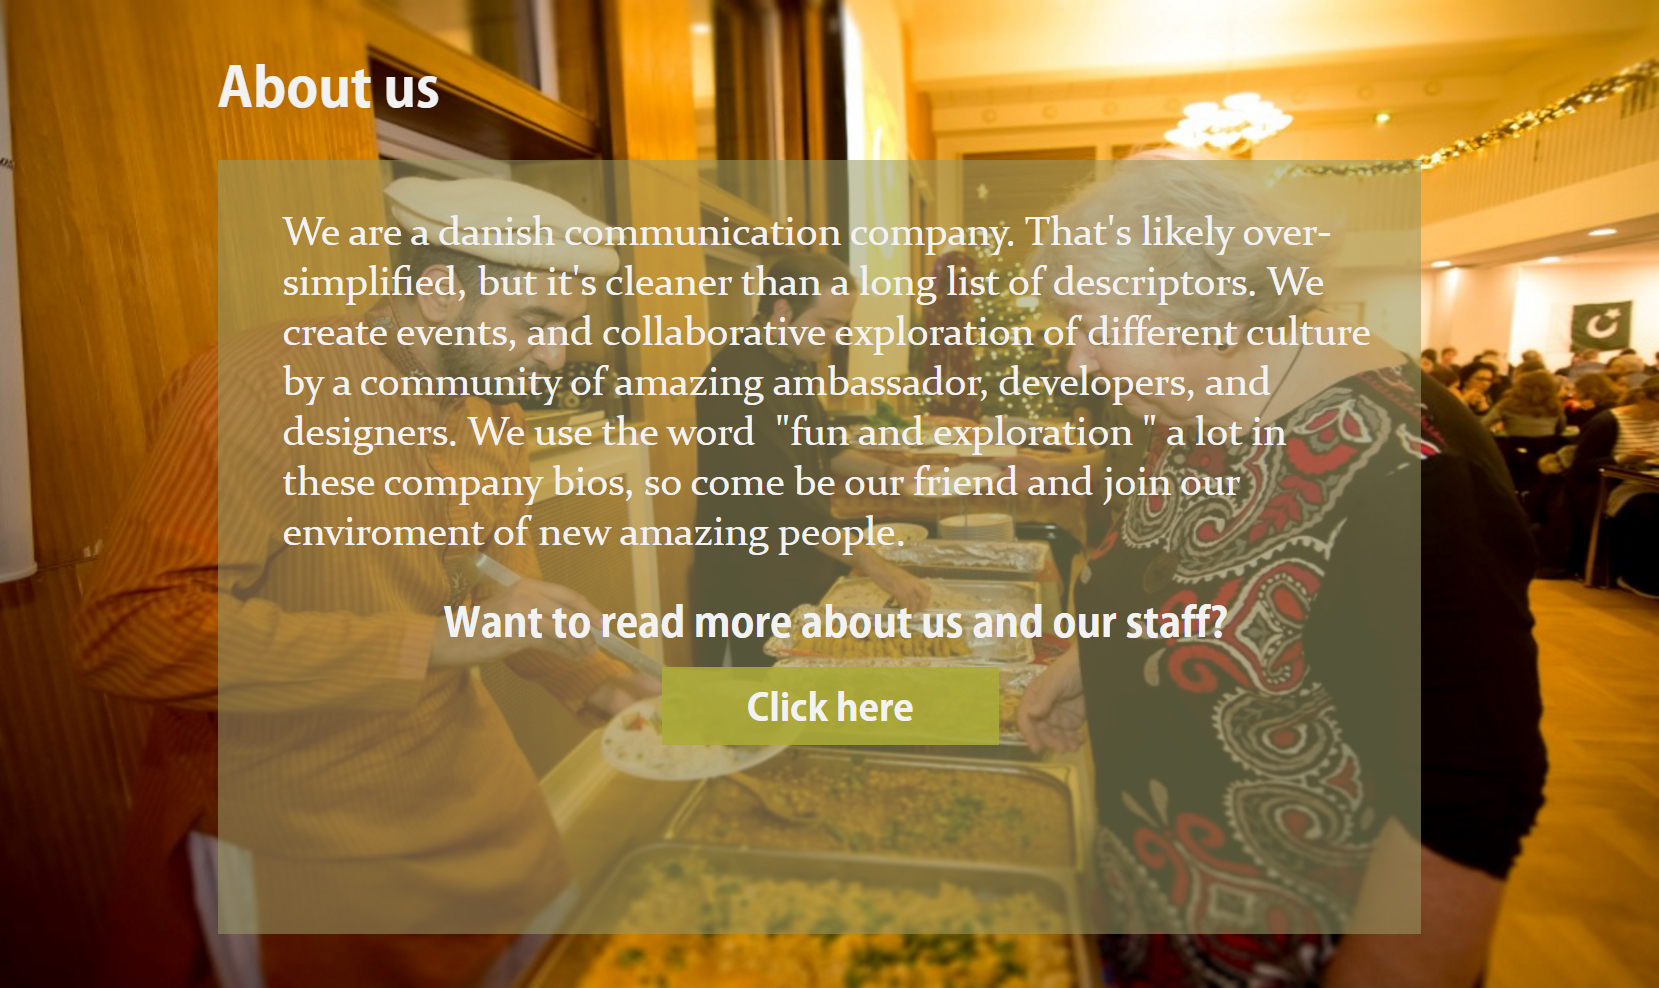 About us
We are a danish communication company. That's likely over-
simplified, but it's cleaner than a long list of descriptors. We
create events, and collaborative exploration of different culture
by a community of amazing ambassador, developers, and
designers. We use the word  "fun and exploration " a lot in
these company bios, so come be our friend and join our
enviroment of new amazing people.
Want to read more about us and our staff?
Click here